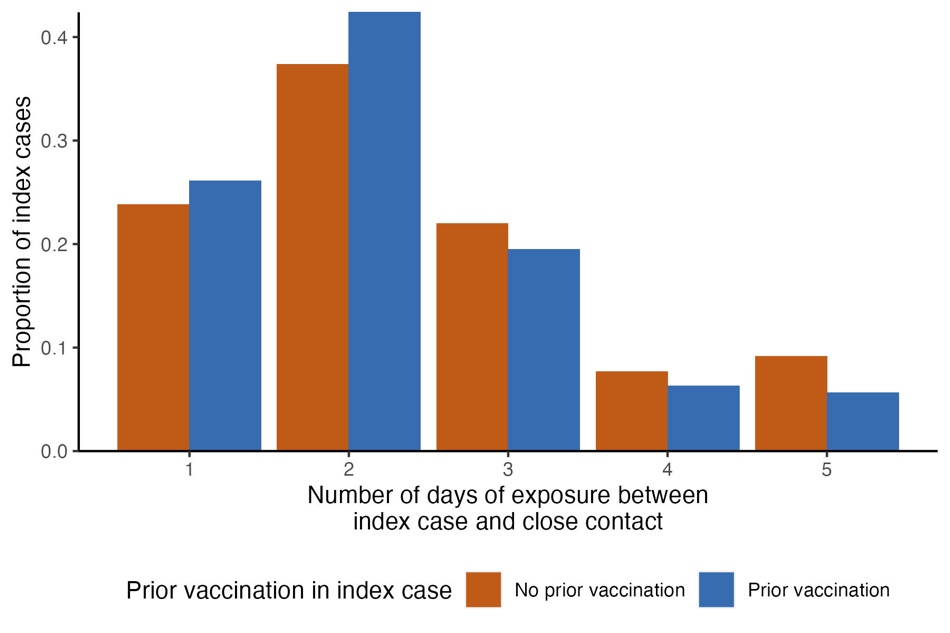 Proportion of index cases
0.4
0.3
0.2
0.1
0.0
1 2 3 4 5
Number of days of exposure between
index case and close contact
Prior vaccination in index case No prior vaccination Prior vaccination